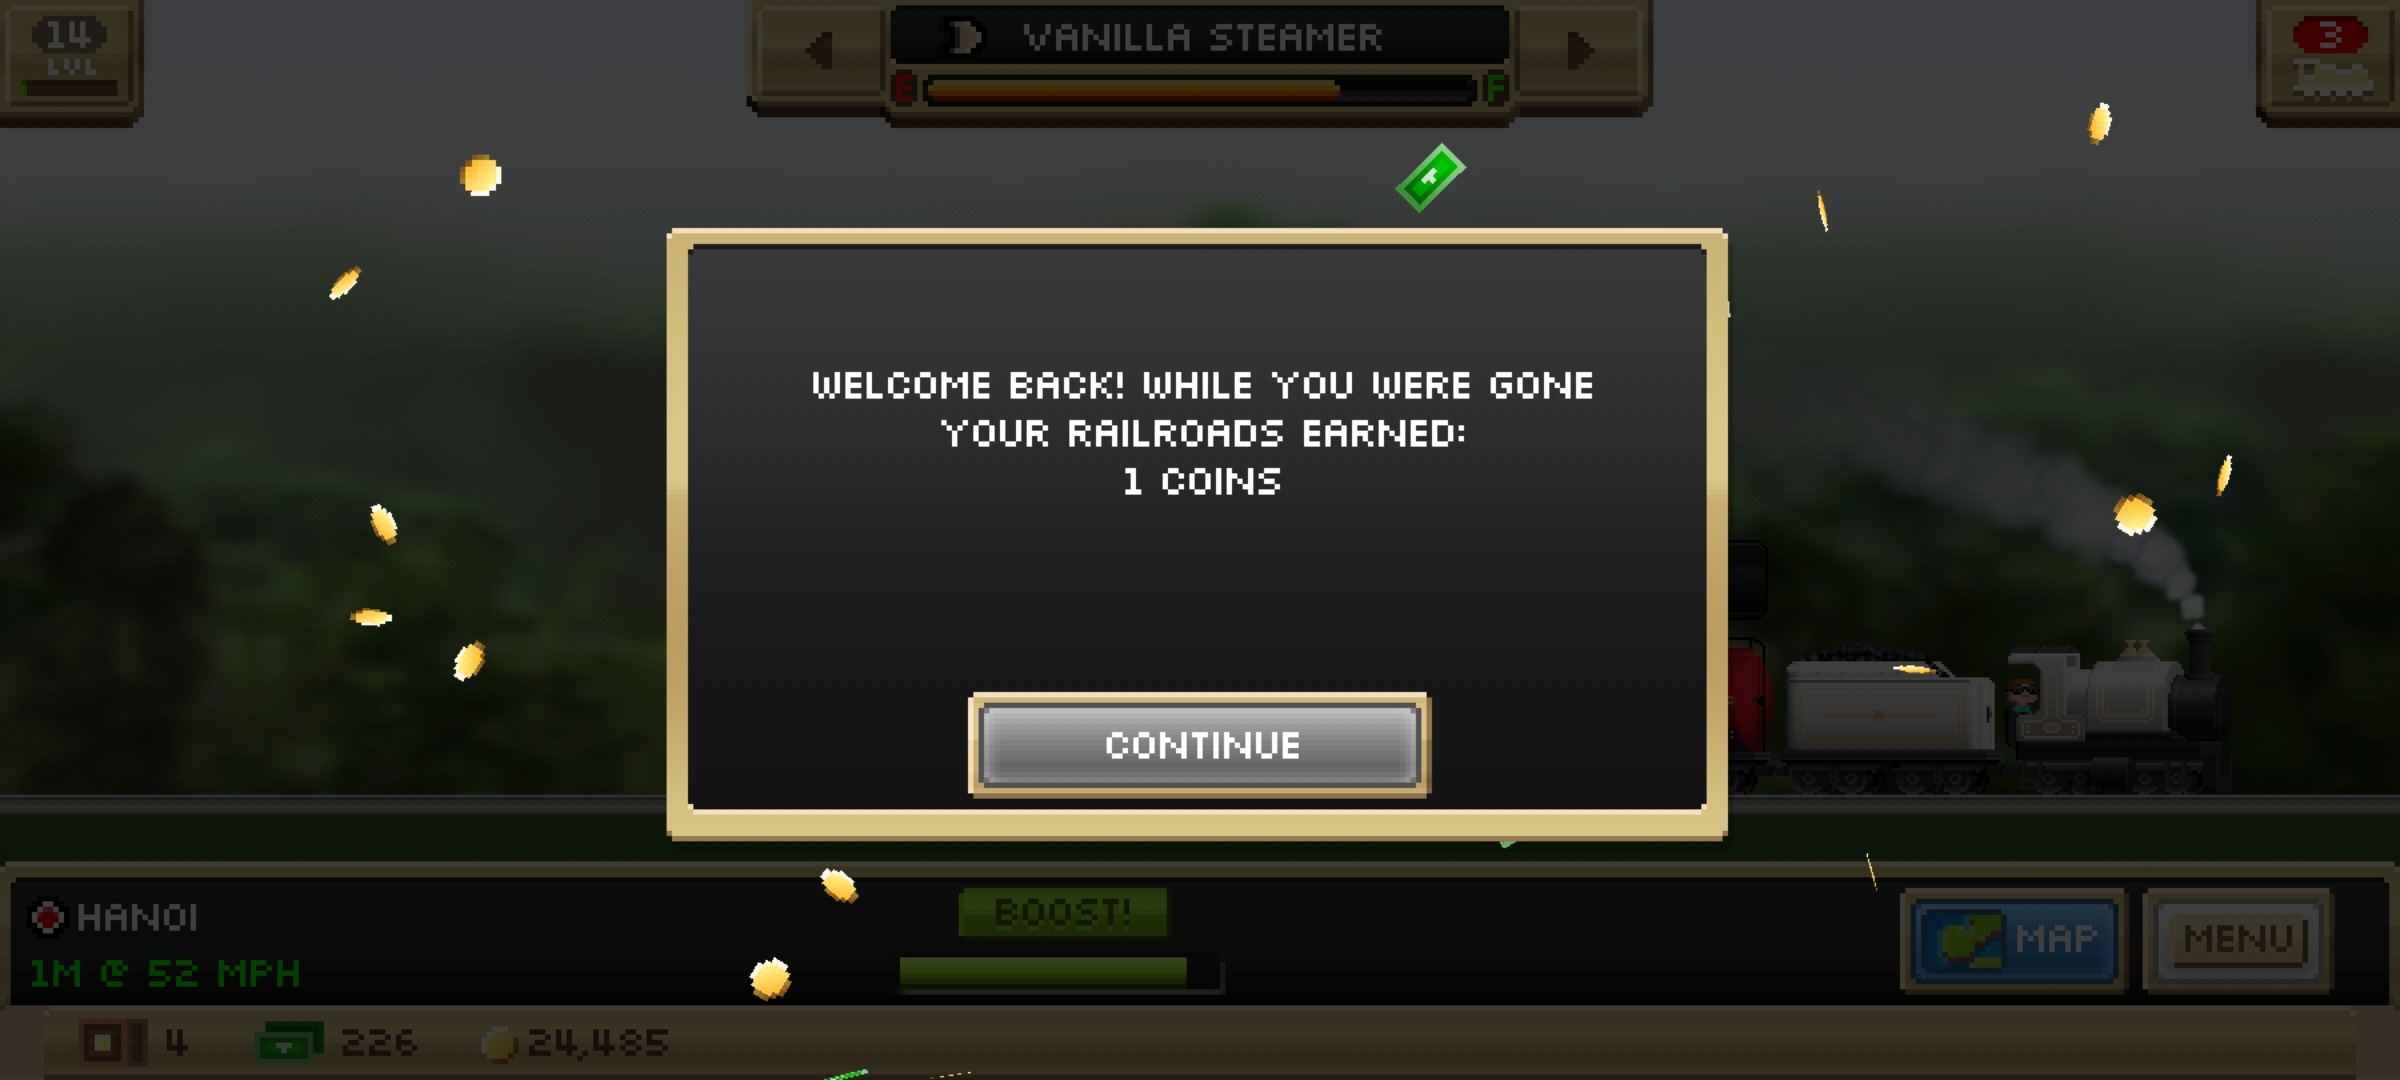 14
LVL
VANILLA STEAMER
E
F
3
WELCOME BACK! WHILE YOU WERE GONE
YOUR RAILROADS EARNED:
1 COINS
CONTINUE
HANOI
1M @ 52 MPH
BOOST!
MAP
MENU
4
226
24,485